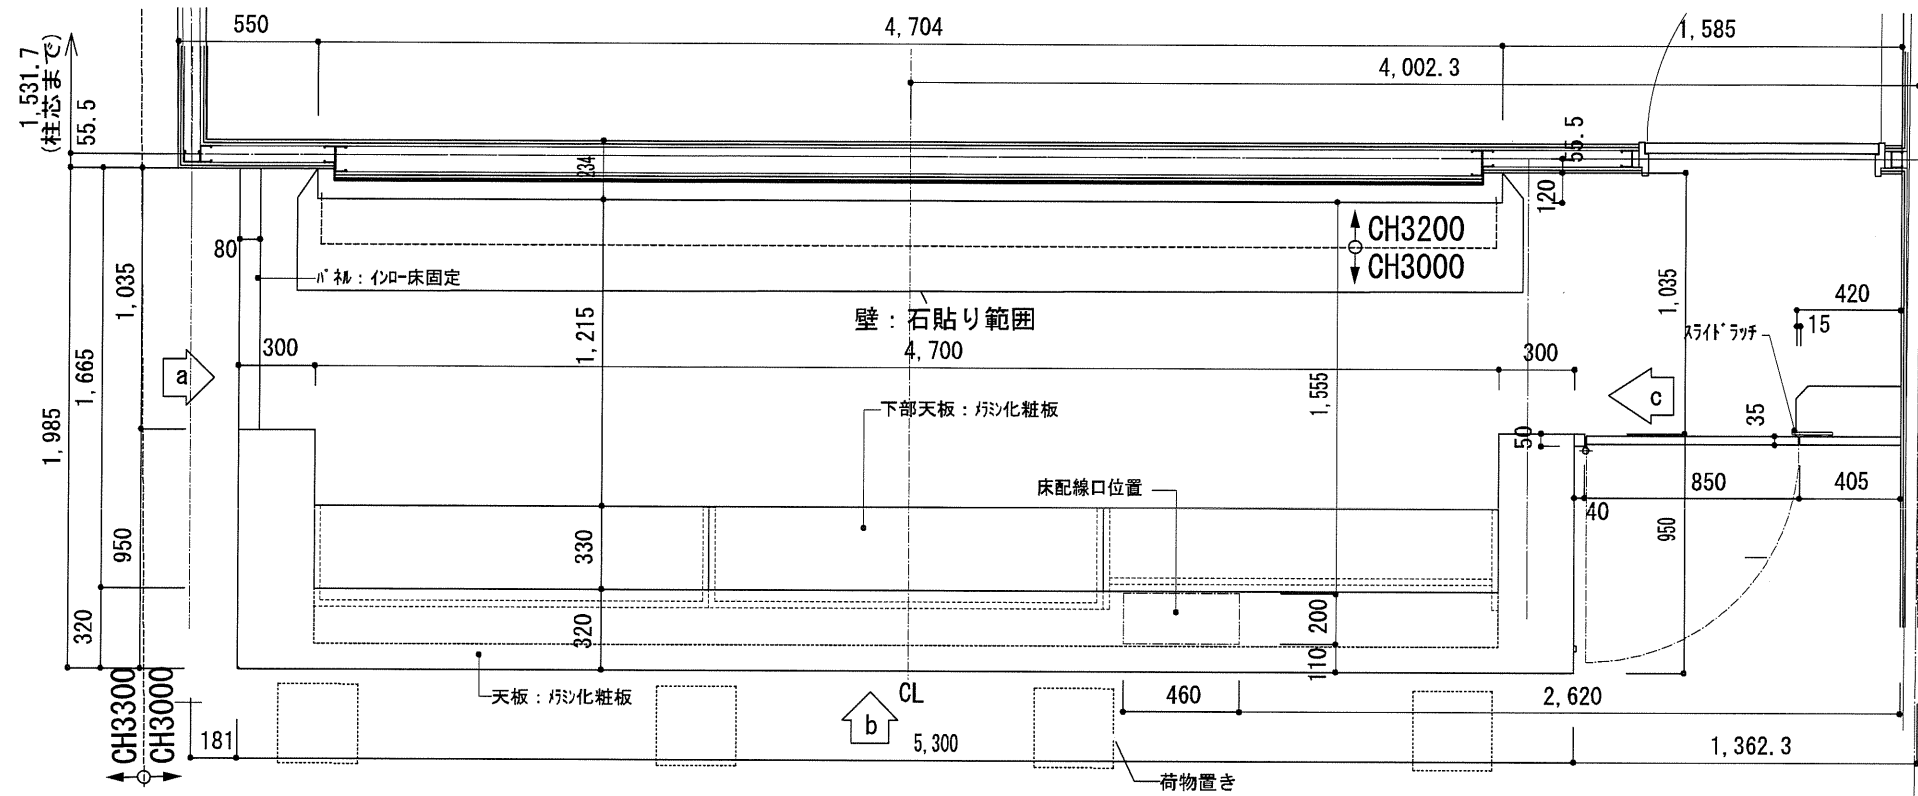 550
4,704
1,585
4,002.3
1,531.7
(柱芯まで)
55.5
55.5
234
120
CH3200
CH3000
80
パネル：インロー床固定
1,035
1,215
壁：石貼り範囲
4,700
300
300
1,035
420
15
スライドラッチ
a
c
1,665
1,985
1,555
下部天板：メラミン化粧板
35
50
床配線口位置
850
405
40
950
950
330
320
320
200
110
天板：メラミン化粧板
CL
460
2,620
CH3300
CH3000
b
181
5,300
1,362.3
荷物置き